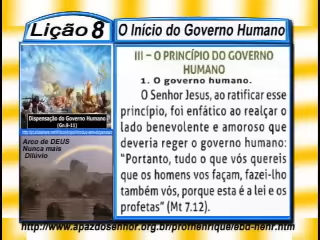 Lição 8
O Início do Governo Humano
Dispensação do Governo Humano
(Gn.8-11)
Arco de DEUS
Nunca mais
Dilúvio
III – O PRINCÍPIO DO GOVERNO
HUMANO
1. O governo humano.
O Senhor Jesus, ao ratificar esse
princípio, foi enfático ao realçar o
lado benevolente e amoroso que
deveria reger o governo humano:
“Portanto, tudo o que vós quereis
que os homens vos façam, fazei-lho
também vós, porque esta é a lei e os
profetas” (Mt 7.12).
http://www.apazdosenhor.org.br/profhenrique/ebd-nehf.htm